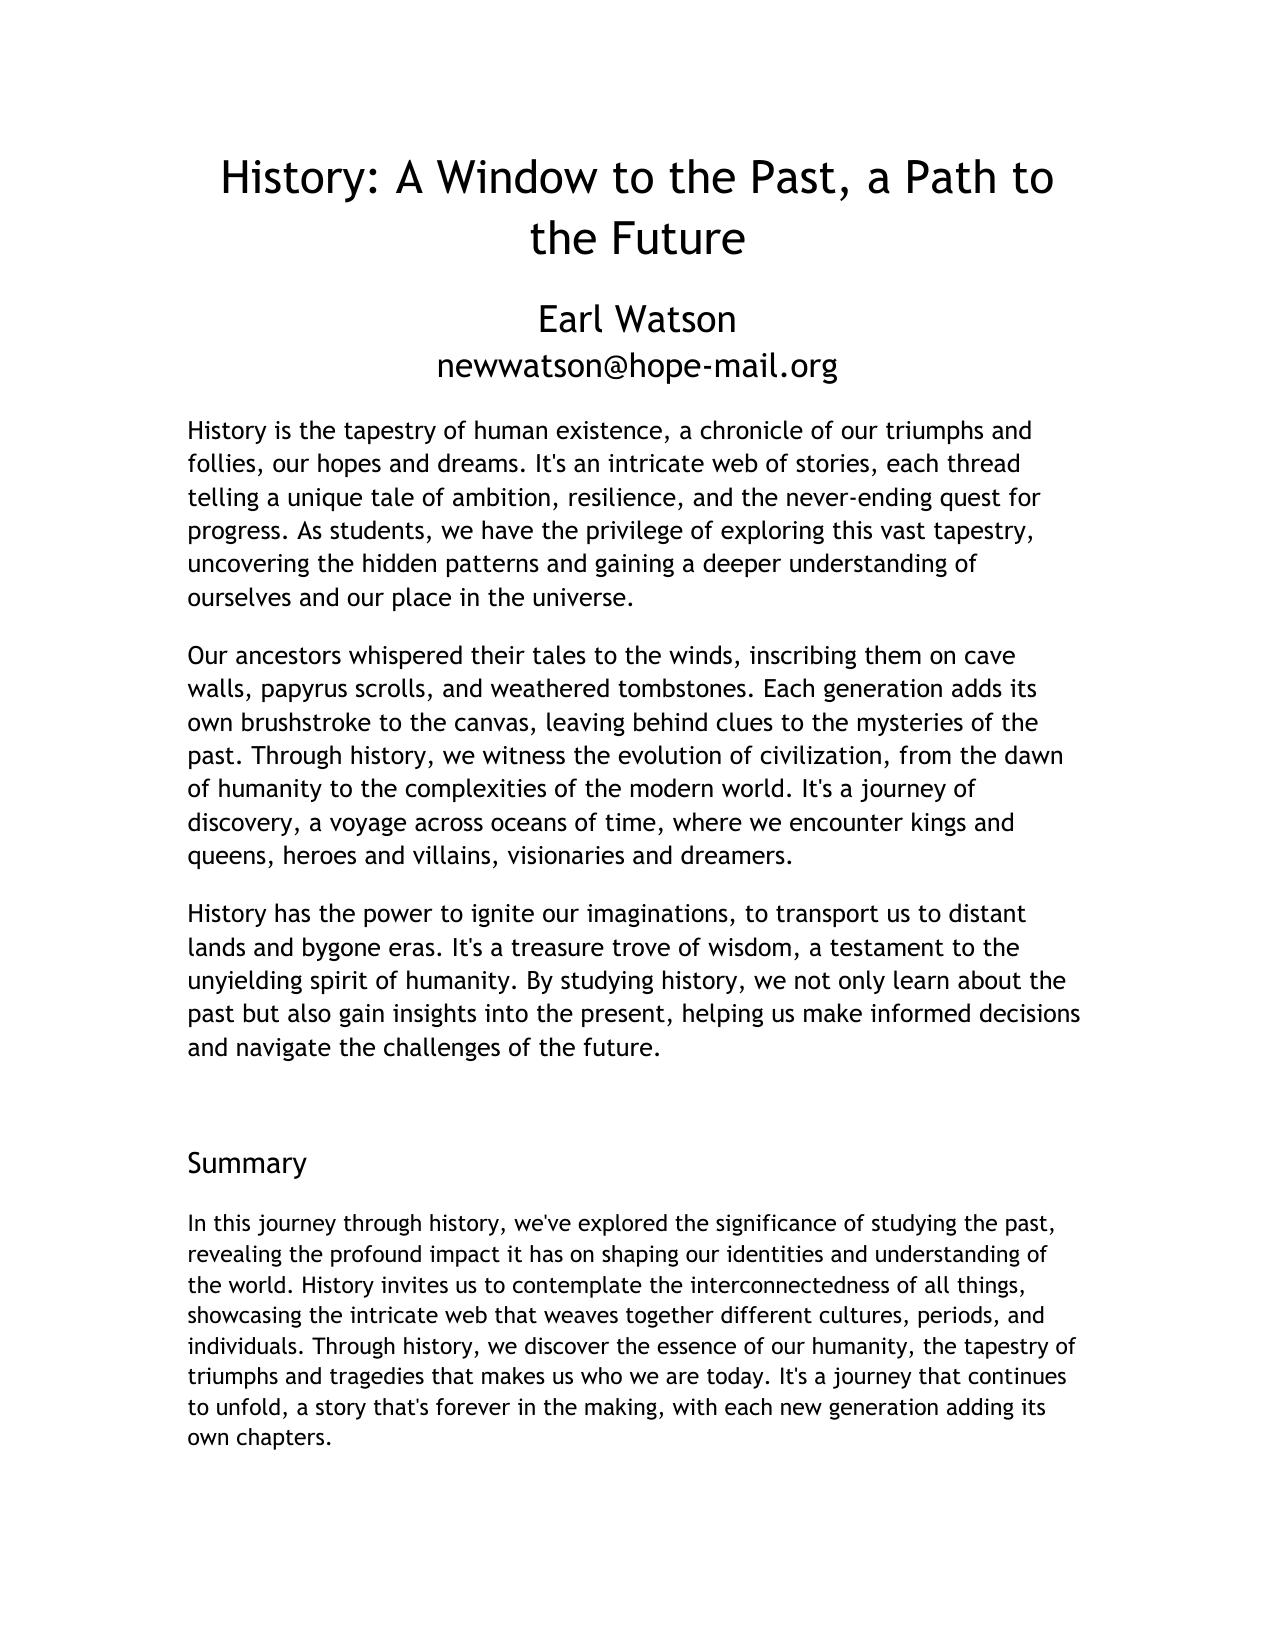 History: A Window to the Past, a Path to
the Future
Earl Watson
newwatson@hope-mail.org
History is the tapestry of human existence, a chronicle of our triumphs and
follies, our hopes and dreams. It's an intricate web of stories, each thread
telling a unique tale of ambition, resilience, and the never-ending quest for
progress. As students, we have the privilege of exploring this vast tapestry,
uncovering the hidden patterns and gaining a deeper understanding of
ourselves and our place in the universe.
Our ancestors whispered their tales to the winds, inscribing them on cave
walls, papyrus scrolls, and weathered tombstones. Each generation adds its
own brushstroke to the canvas, leaving behind clues to the mysteries of the
past. Through history, we witness the evolution of civilization, from the dawn
of humanity to the complexities of the modern world. It's a journey of
discovery, a voyage across oceans of time, where we encounter kings and
queens, heroes and villains, visionaries and dreamers.
History has the power to ignite our imaginations, to transport us to distant
lands and bygone eras. It's a treasure trove of wisdom, a testament to the
unyielding spirit of humanity. By studying history, we not only learn about the
past but also gain insights into the present, helping us make informed decisions
and navigate the challenges of the future.
Summary
In this journey through history, we've explored the significance of studying the past,
revealing the profound impact it has on shaping our identities and understanding of
the world. History invites us to contemplate the interconnectedness of all things,
showcasing the intricate web that weaves together different cultures, periods, and
individuals. Through history, we discover the essence of our humanity, the tapestry of
triumphs and tragedies that makes us who we are today. It's a journey that continues
to unfold, a story that's forever in the making, with each new generation adding its
own chapters.